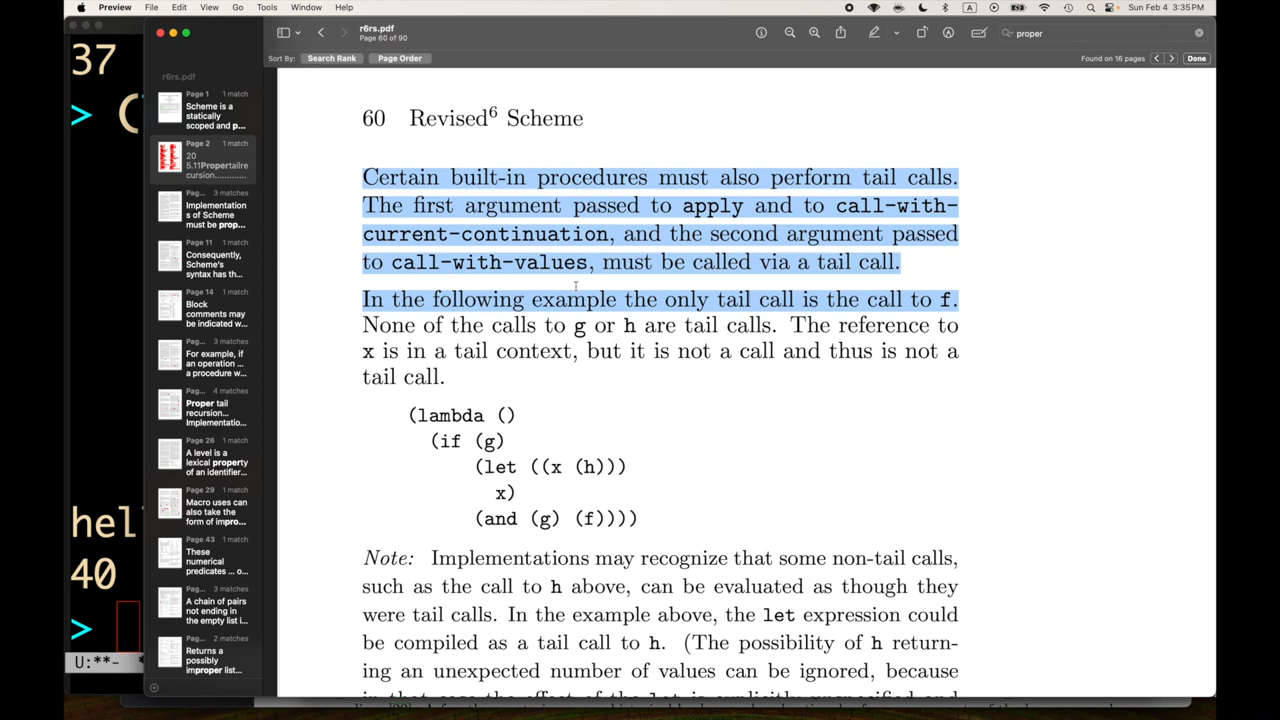 Preview File Edit View Go Tools Window Help Sun Feb 4 3:35 PM
r6rs.pdf
Page 60 of 90
proper
Sort By: Search Rank Page Order Found on 16 pages Done
r6rs.pdf
Page 1 1 match
Scheme is a
statically
scoped and p...
Page 2 1 match
20
5.11Propertailre
cursion..............
Pag... 3 matches
Implementation
s of Scheme
must be prop...
Page 11 1 match
Consequently,
Scheme's
syntax has th...
Page 14 1 match
Block
comments may
be indicated w...
Pag... 3 matches
For example, if
an operation ...
a procedure w...
Pag... 4 matches
Proper tail
recursion...
Implementatio...
Page 26 1 match
A level is a
lexical property
of an identifier...
Page 29 1 match
Macro uses can
also take the
form of impro...
Page 43 1 match
These
numerical
predicates ... o...
Pag... 3 matches
A chain of pairs
not ending in
the empty list i...
Pag... 2 matches
Returns a
possibly
improper list...
37
> (
hel
40
>
U:**-
60 Revised⁶ Scheme
Certain built-in procedures must also perform tail calls.
The first argument passed to apply and to call-with-
current-continuation, and the second argument passed
to call-with-values, must be called via a tail call.
In the following example the only tail call is the call to f.
None of the calls to g or h are tail calls. The reference to
x is in a tail context, but it is not a call and thus is not a
tail call.
(lambda ()
(if (g)
(let ((x (h)))
x)
(and (g) (f))))
Note: Implementations may recognize that some non-tail calls,
such as the call to h above, can be evaluated as though they
were tail calls. In the example above, the let expression could
be compiled as a tail call to h. (The possibility of h return-
ing an unexpected number of values can be ignored, because